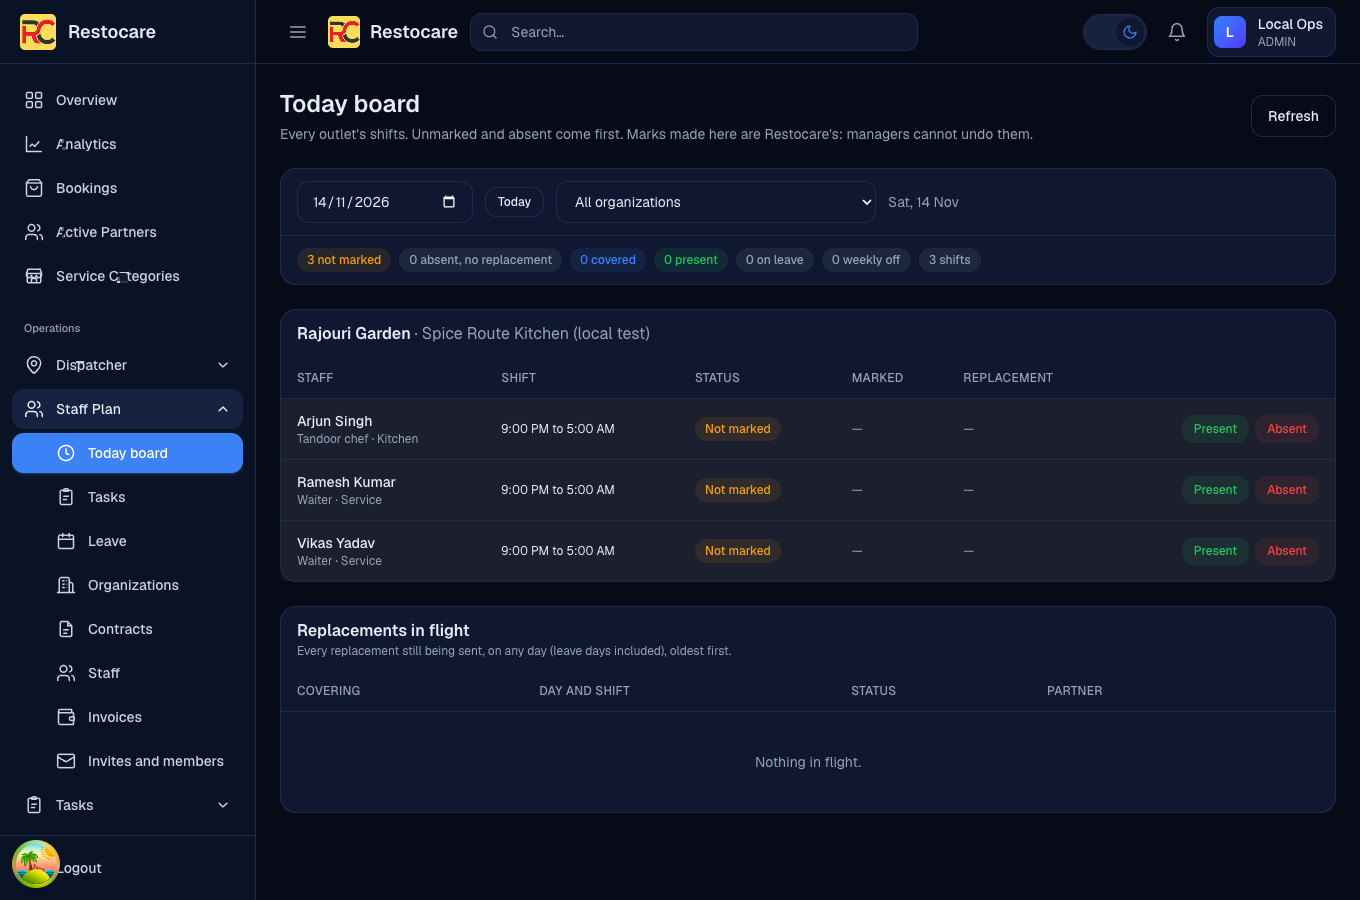 RC Restocare
RC Restocare
Search...
L
Local Ops
ADMIN
Overview
Analytics
Bookings
Active Partners
Service Categories
Operations
Dispatcher
Staff Plan
Today board
Tasks
Leave
Organizations
Contracts
Staff
Invoices
Invites and members
Tasks
Logout
Today board
Every outlet's shifts. Unmarked and absent come first. Marks made here are Restocare's: managers cannot undo them.
Refresh
14/11/2026 Today All organizations Sat, 14 Nov
3 not marked 0 absent, no replacement 0 covered 0 present 0 on leave 0 weekly off 3 shifts
Rajouri Garden · Spice Route Kitchen (local test)
STAFF SHIFT STATUS MARKED REPLACEMENT
Arjun Singh
Tandoor chef · Kitchen
9:00 PM to 5:00 AM Not marked — — Present Absent
Ramesh Kumar
Waiter · Service
9:00 PM to 5:00 AM Not marked — — Present Absent
Vikas Yadav
Waiter · Service
9:00 PM to 5:00 AM Not marked — — Present Absent
Replacements in flight
Every replacement still being sent, on any day (leave days included), oldest first.
COVERING DAY AND SHIFT STATUS PARTNER
Nothing in flight.